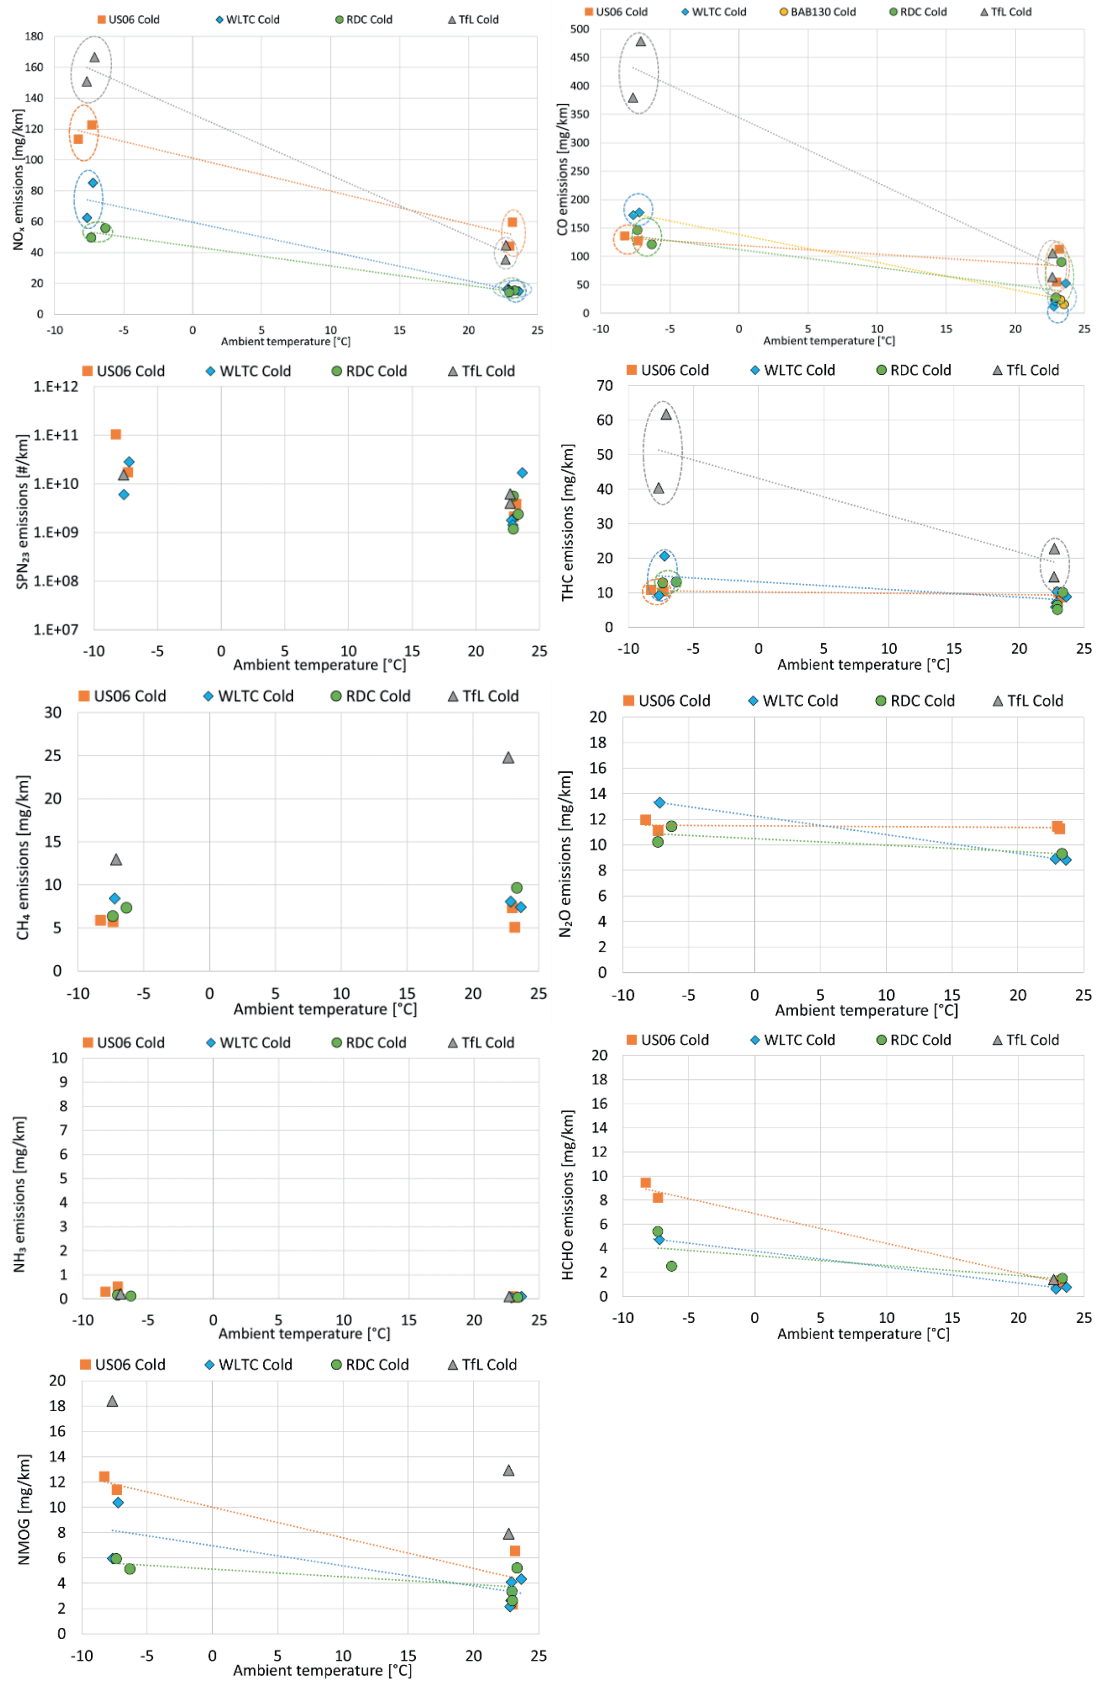 US06 Cold WLTC Cold RDC Cold TfL Cold
180
160
140
120
100
80
60
40
20
0
-10 -5 0 5 10 15 20 25
NOₓ emissions [mg/km]
Ambient temperature [°C]
US06 Cold WLTC Cold BAB130 Cold RDC Cold TfL Cold
500
450
400
350
300
250
200
150
100
50
0
-10 -5 0 5 10 15 20 25
CO emissions [mg/km]
Ambient temperature [°C]
US06 Cold WLTC Cold RDC Cold TfL Cold
1.E+12
1.E+11
1.E+10
1.E+09
1.E+08
1.E+07
-10 -5 0 5 10 15 20 25
SPN₂₃ emissions [#/km]
Ambient temperature [°C]
US06 Cold WLTC Cold RDC Cold TfL Cold
70
60
50
40
30
20
10
0
-10 -5 0 5 10 15 20 25
THC emissions [mg/km]
Ambient temperature [°C]
US06 Cold WLTC Cold RDC Cold TfL Cold
30
25
20
15
10
5
0
-10 -5 0 5 10 15 20 25
CH₄ emissions [mg/km]
Ambient temperature [°C]
US06 Cold WLTC Cold RDC Cold TfL Cold
20
18
16
14
12
10
8
6
4
2
0
-10 -5 0 5 10 15 20 25
N₂O emissions [mg/km]
Ambient temperature [°C]
US06 Cold WLTC Cold RDC Cold TfL Cold
10
9
8
7
6
5
4
3
2
1
0
-10 -5 0 5 10 15 20 25
NH₃ emissions [mg/km]
Ambient temperature [°C]
US06 Cold WLTC Cold RDC Cold TfL Cold
20
18
16
14
12
10
8
6
4
2
0
-10 -5 0 5 10 15 20 25
HCHO emissions [mg/km]
Ambient temperature [°C]
US06 Cold WLTC Cold RDC Cold TfL Cold
20
18
16
14
12
10
8
6
4
2
0
-10 -5 0 5 10 15 20 25
NMOG [mg/km]
Ambient temperature [°C]